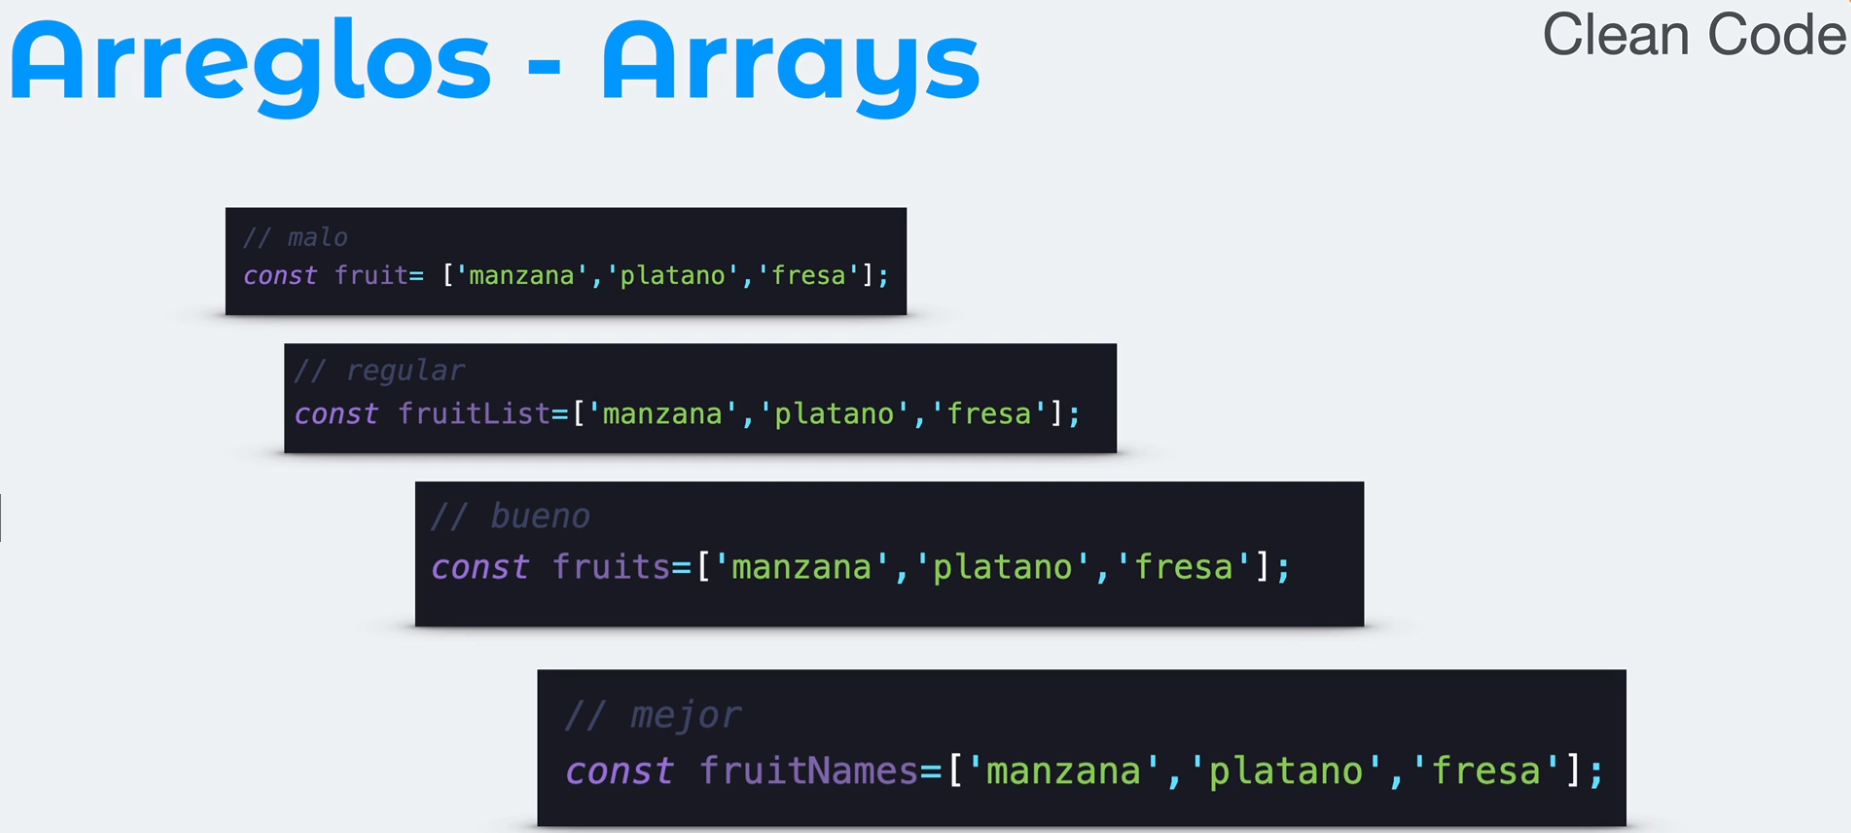 Arreglos - Arrays
Clean Code
// malo
const fruit= ['manzana','platano','fresa'];
// regular
const fruitList=['manzana','platano','fresa'];
// bueno
const fruits=['manzana','platano','fresa'];
// mejor
const fruitNames=['manzana','platano','fresa'];